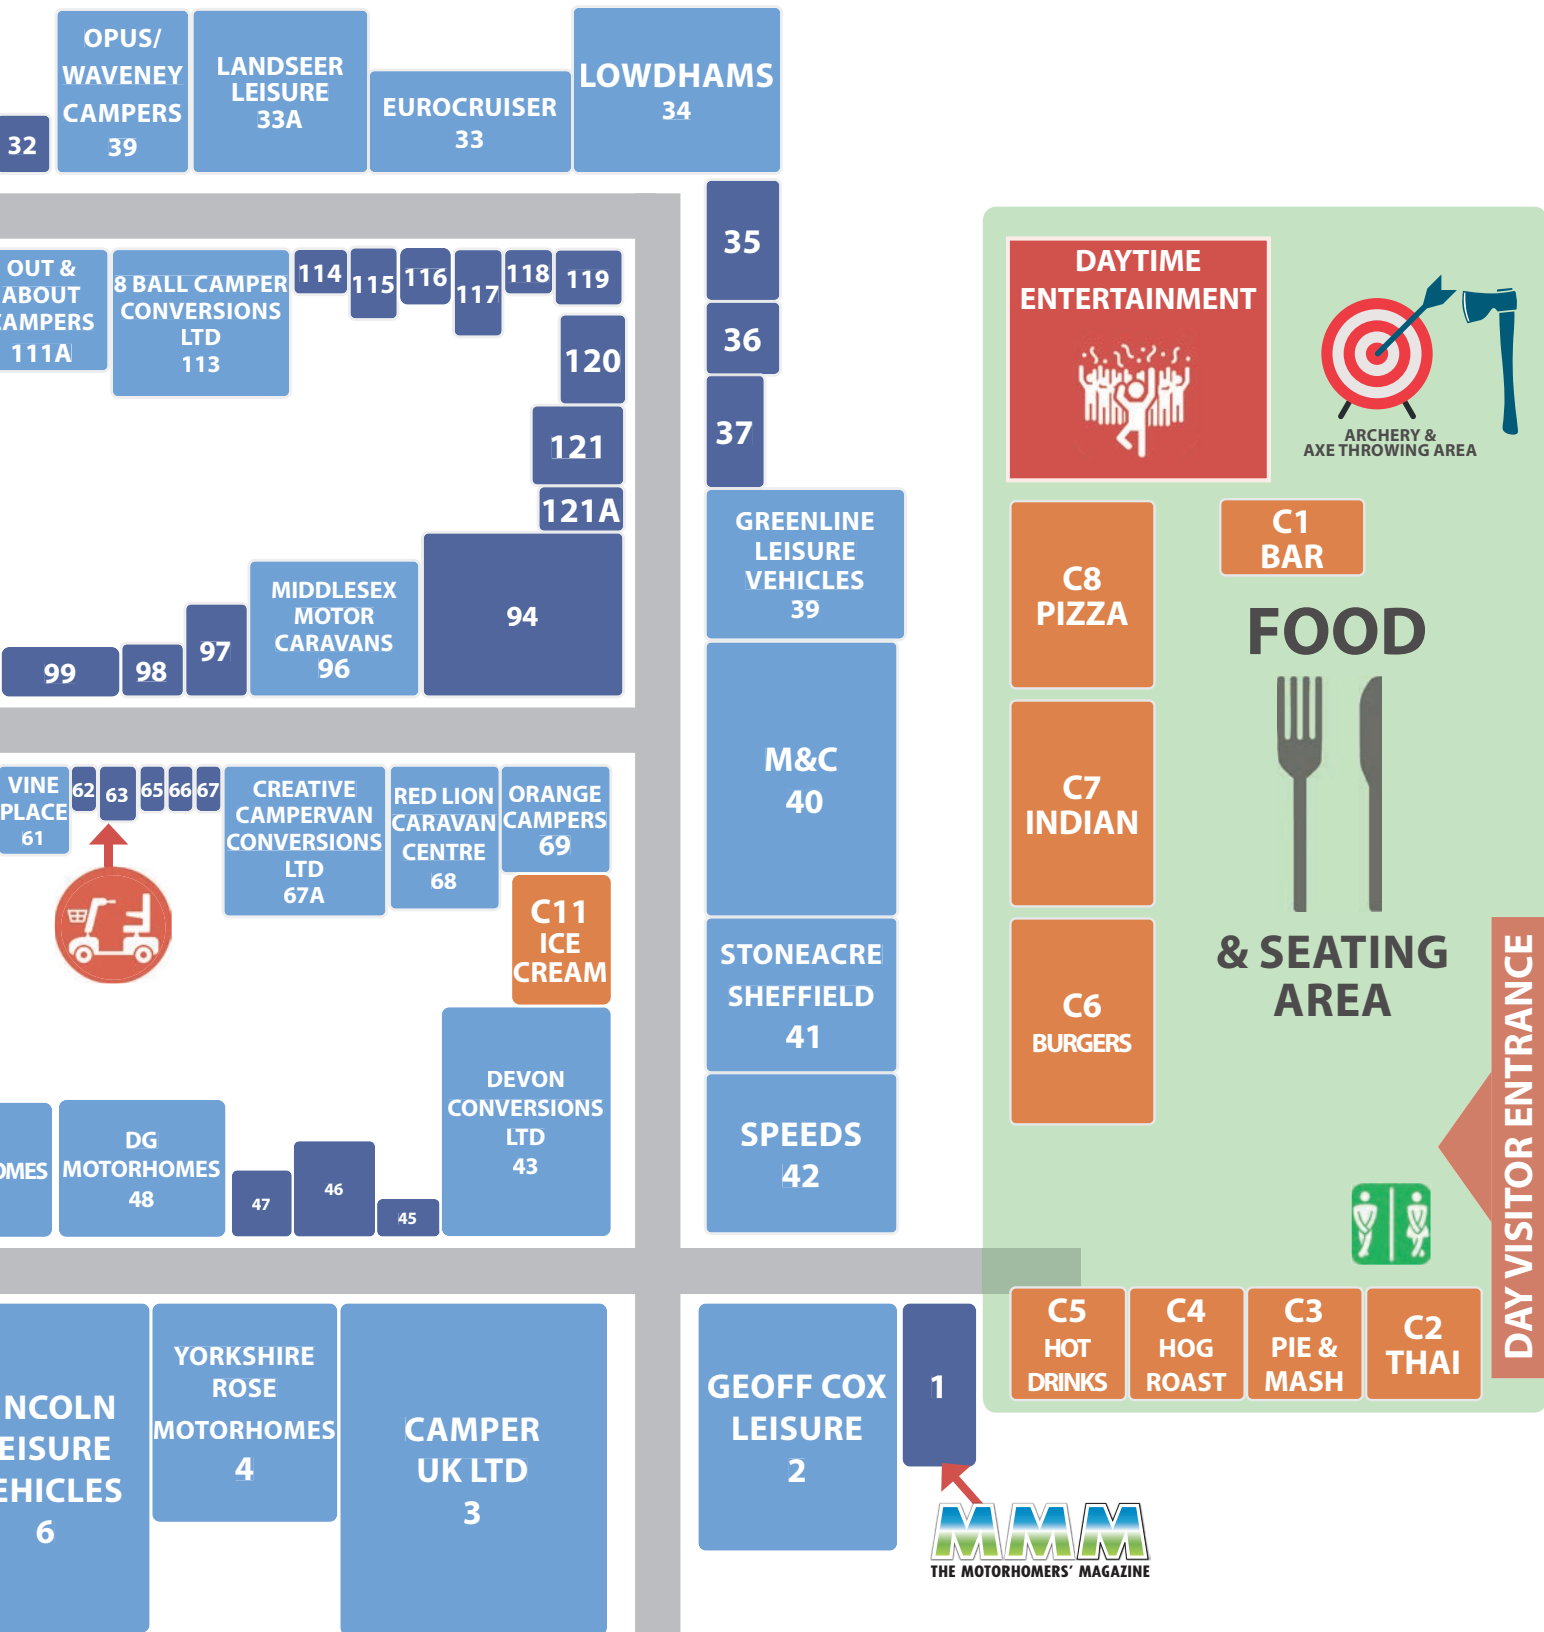 OPUS/
WAVENEY
CAMPERS
39
LANDSEER
LEISURE
33A
EUROCRUISER
33
LOWDHAMS
34
32
35
36
37
OUT &
ABOUT
CAMPERS
111A
8 BALL CAMPER
CONVERSIONS
LTD
113
114
115
116
117
118
119
120
121
121A
94
MIDDLESEX
MOTOR
CARAVANS
96
97
98
99
GREENLINE
LEISURE
VEHICLES
39
M&C
40
STONEACRE
SHEFFIELD
41
SPEEDS
42
VINE
PLACE
61
62
63
65
66
67
CREATIVE
CAMPERVAN
CONVERSIONS
LTD
67A
RED LION
CARAVAN
CENTRE
68
ORANGE
CAMPERS
69
C11
ICE
CREAM
DEVON
CONVERSIONS
LTD
43
OMES
DG
MOTORHOMES
48
47
46
45
NCOLN
EISURE
EHICLES
6
YORKSHIRE
ROSE
MOTORHOMES
4
CAMPER
UK LTD
3
GEOFF COX
LEISURE
2
1
MMM
THE MOTORHOMERS' MAGAZINE
DAYTIME
ENTERTAINMENT
ARCHERY &
AXE THROWING AREA
C1
BAR
C8
PIZZA
FOOD
& SEATING
AREA
C7
INDIAN
C6
BURGERS
DAY VISITOR ENTRANCE
C5
HOT
DRINKS
C4
HOG
ROAST
C3
PIE &
MASH
C2
THAI